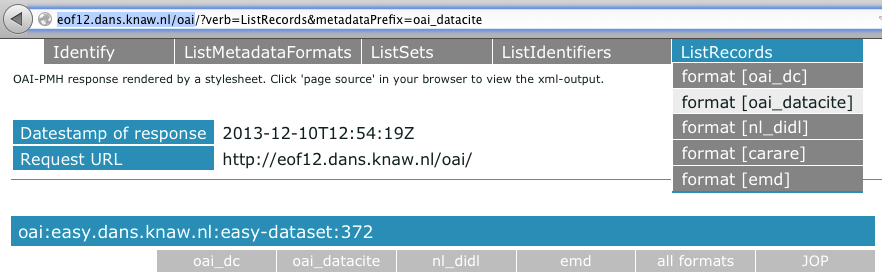 eof12.dans.knaw.nl/oai/?verb=ListRecords&metadataPrefix=oai_datacite
Identify ListMetadataFormats ListSets ListIdentifiers ListRecords
OAI-PMH response rendered by a stylesheet. Click 'page source' in your browser to view the xml-output.
format [oai_dc]
format [oai_datacite]
format [nl_didl]
format [carare]
format [emd]
Datestamp of response 2013-12-10T12:54:19Z
Request URL http://eof12.dans.knaw.nl/oai/
oai:easy.dans.knaw.nl:easy-dataset:372
oai_dc oai_datacite nl_didl emd all formats JOP